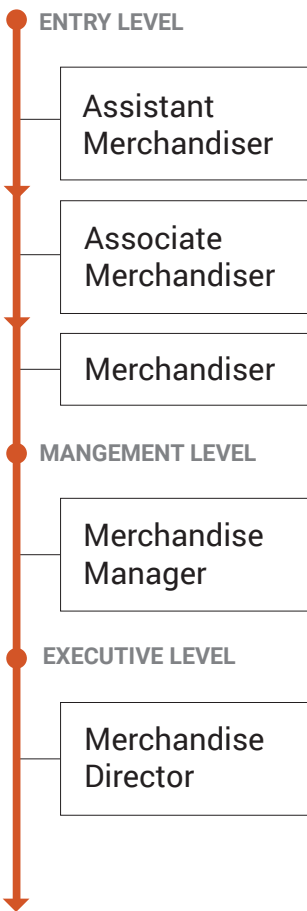 ENTRY LEVEL
Assistant
Merchandiser
Associate
Merchandiser
Merchandiser
MANGEMENT LEVEL
Merchandise
Manager
EXECUTIVE LEVEL
Merchandise
Director